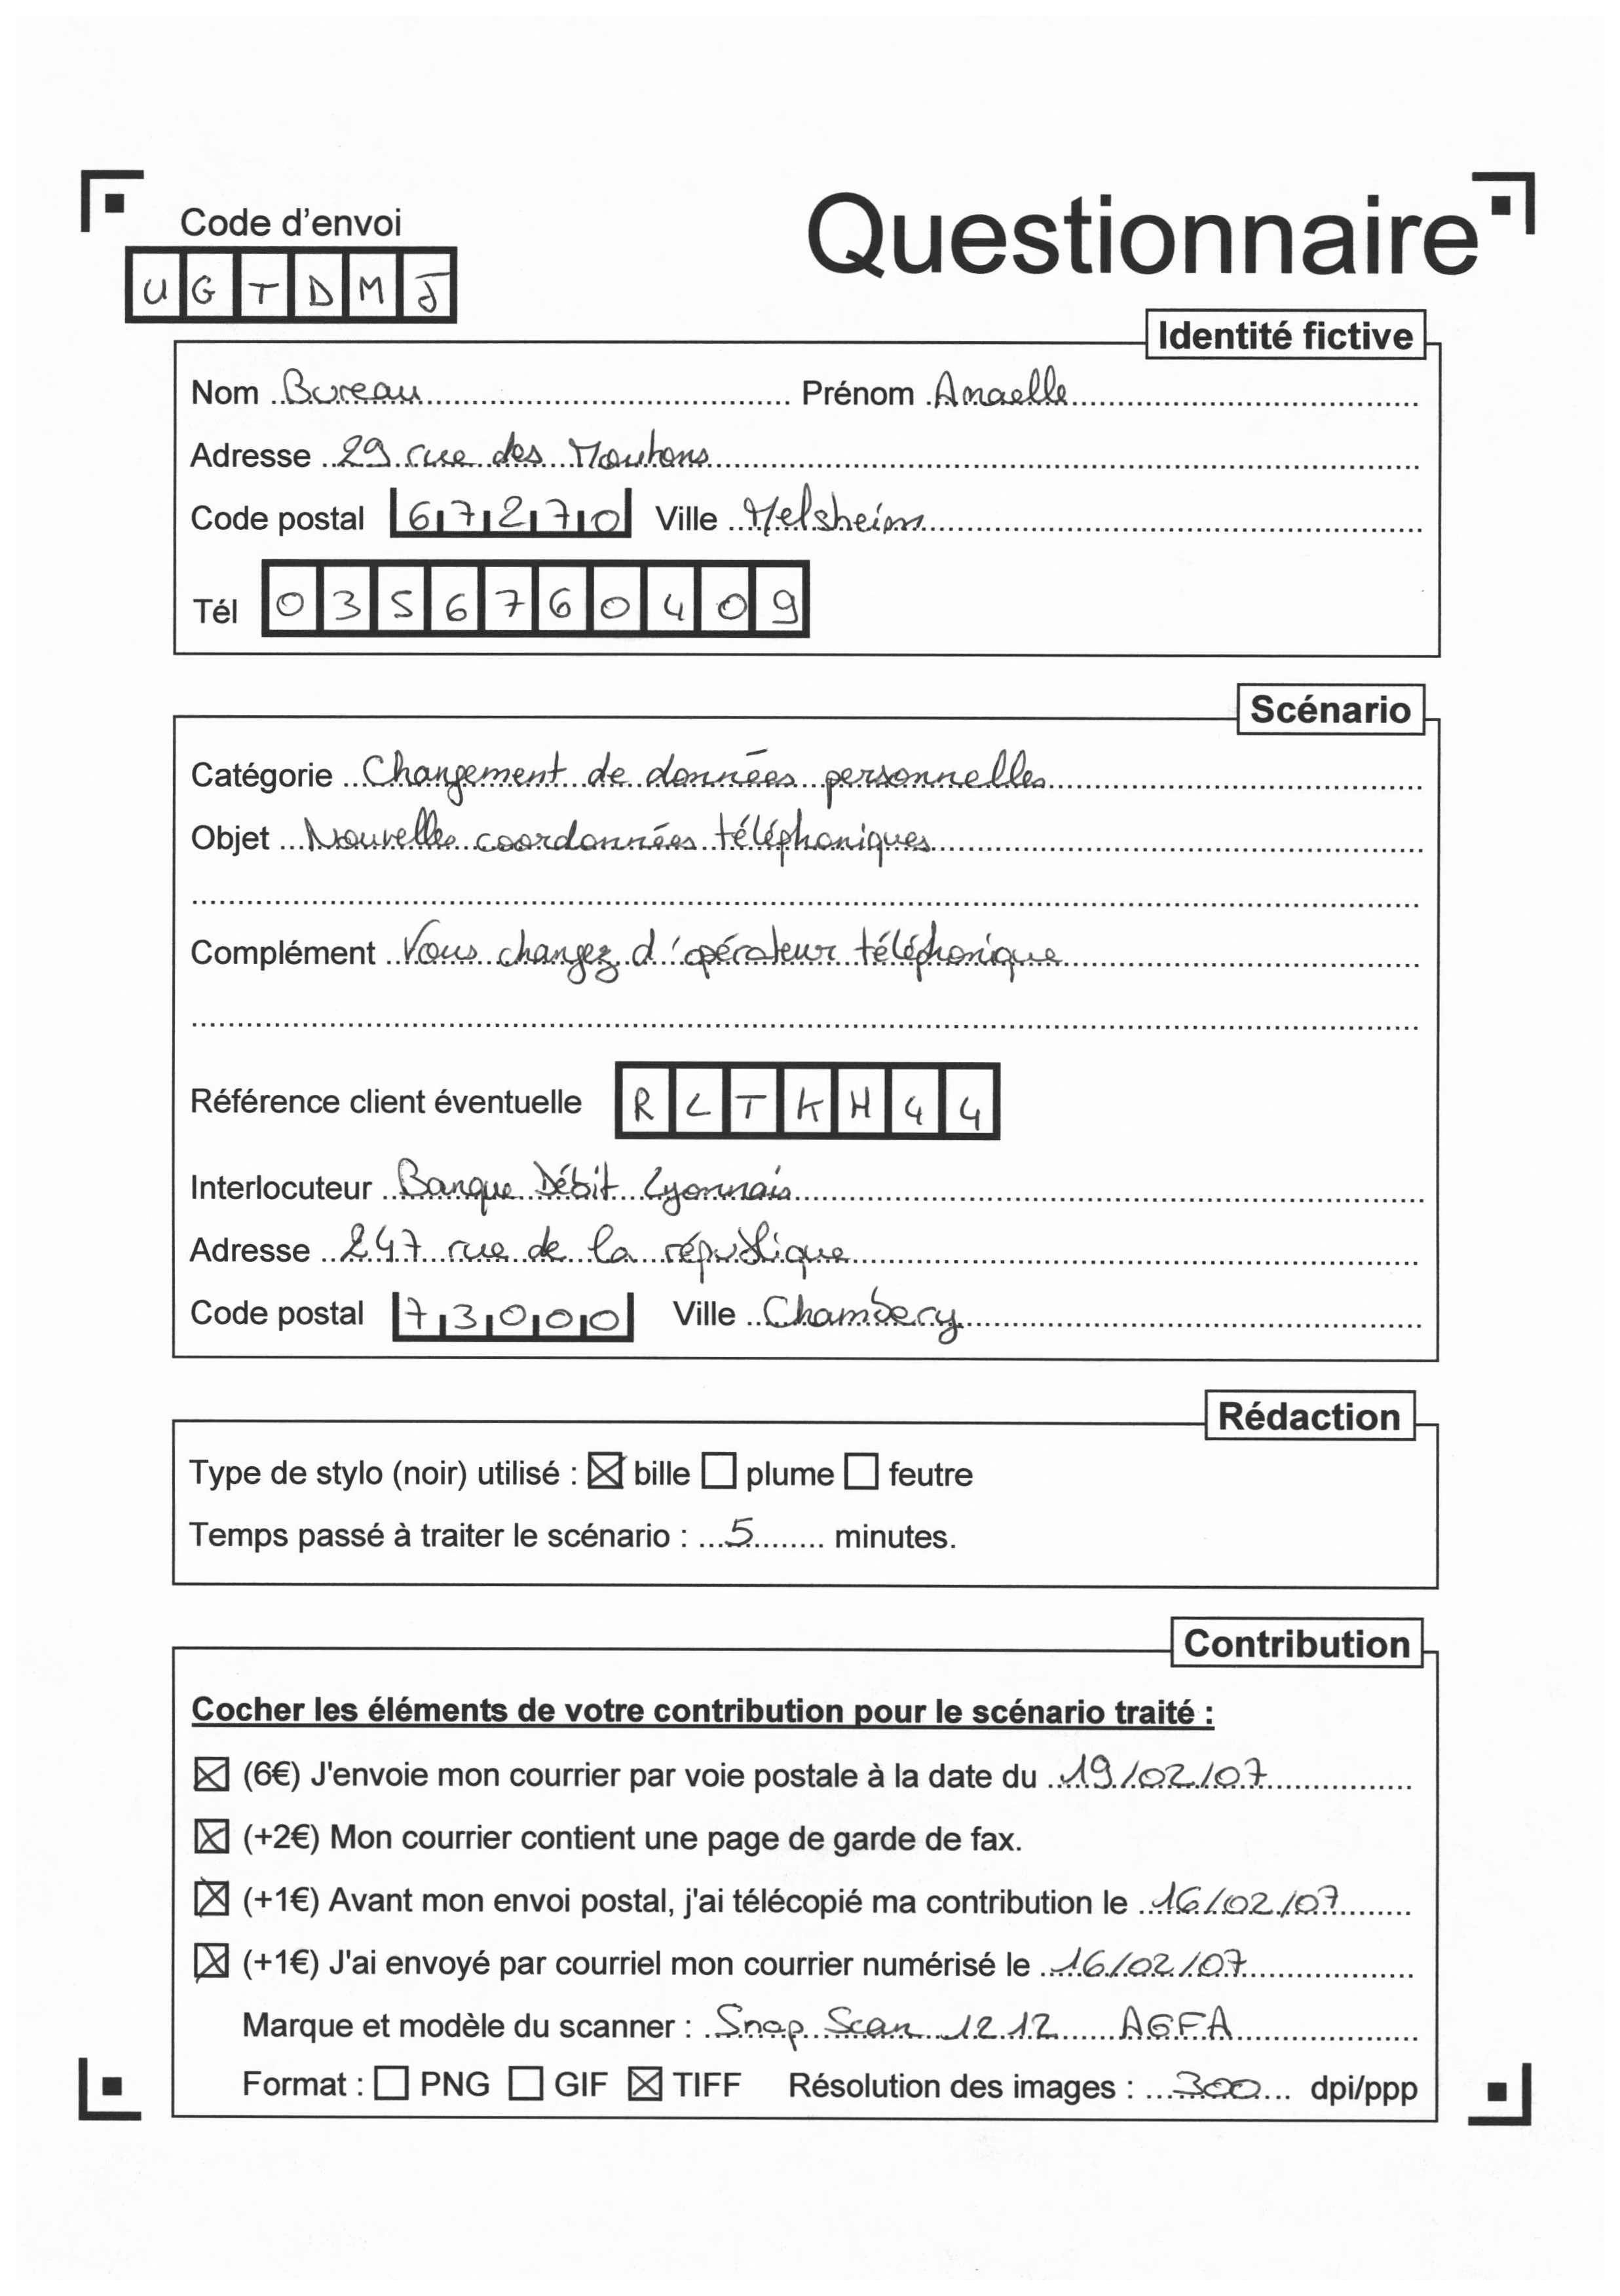 Code d'envoi
Questionnaire
UGTDMJ
Identité fictive
Nom Bureau Prénom Anaelle
Adresse 29 rue des Moutons
Code postal 67270 Ville Melsheim
Tél 0356760409
Scénario
Catégorie Changement de données personnelles
Objet Nouvelles coordonnées téléphoniques
Complément Vous changez d'opérateur téléphonique
Référence client éventuelle RLTKH44
Interlocuteur Banque Débit Lyonnais
Adresse 247 rue de la république
Code postal 73000 Ville Chambery
Rédaction
Type de stylo (noir) utilisé : ☒ bille ☐ plume ☐ feutre
Temps passé à traiter le scénario : 5 minutes.
Contribution
Cocher les éléments de votre contribution pour le scénario traité :
☒ (6€) J'envoie mon courrier par voie postale à la date du 19/02/07
☒ (+2€) Mon courrier contient une page de garde de fax.
☒ (+1€) Avant mon envoi postal, j'ai télécopié ma contribution le 16/02/07
☒ (+1€) J'ai envoyé par courriel mon courrier numérisé le 16/02/07
Marque et modèle du scanner : Snap Scan 1212 AGFA
Format : ☐ PNG ☐ GIF ☒ TIFF Résolution des images : 300 dpi/ppp